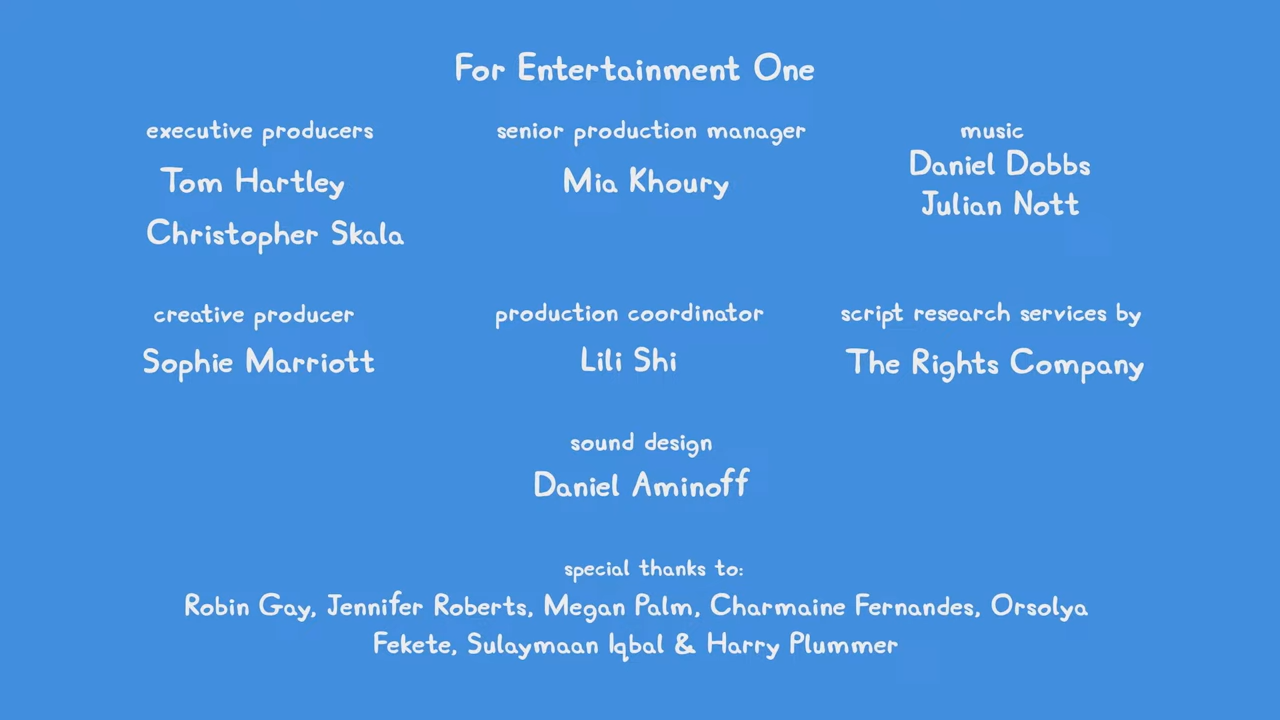 For Entertainment One
executive producers
Tom Hartley
Christopher Skala
senior production manager
Mia Khoury
music
Daniel Dobbs
Julian Nott
creative producer
Sophie Marriott
production coordinator
Lili Shi
script research services by
The Rights Company
sound design
Daniel Aminoff
special thanks to:
Robin Gay, Jennifer Roberts, Megan Palm, Charmaine Fernandes, Orsolya
Fekete, Sulaymaan Iqbal & Harry Plummer